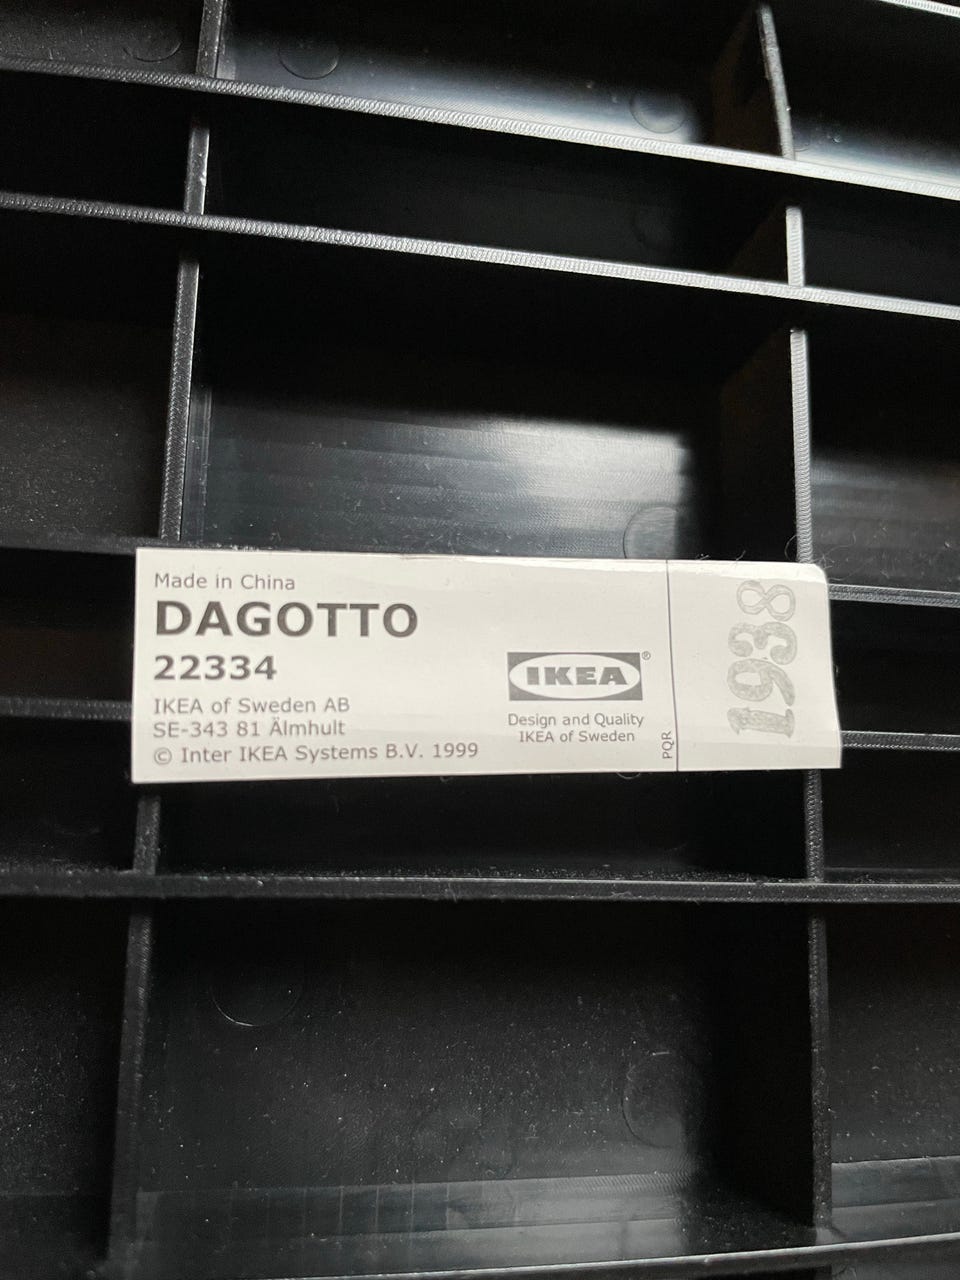 Made in China
DAGOTTO
22334
IKEA of Sweden AB
SE-343 81 Älmhult
© Inter IKEA Systems B.V. 1999
IKEA®
Design and Quality
IKEA of Sweden
PQR
1938